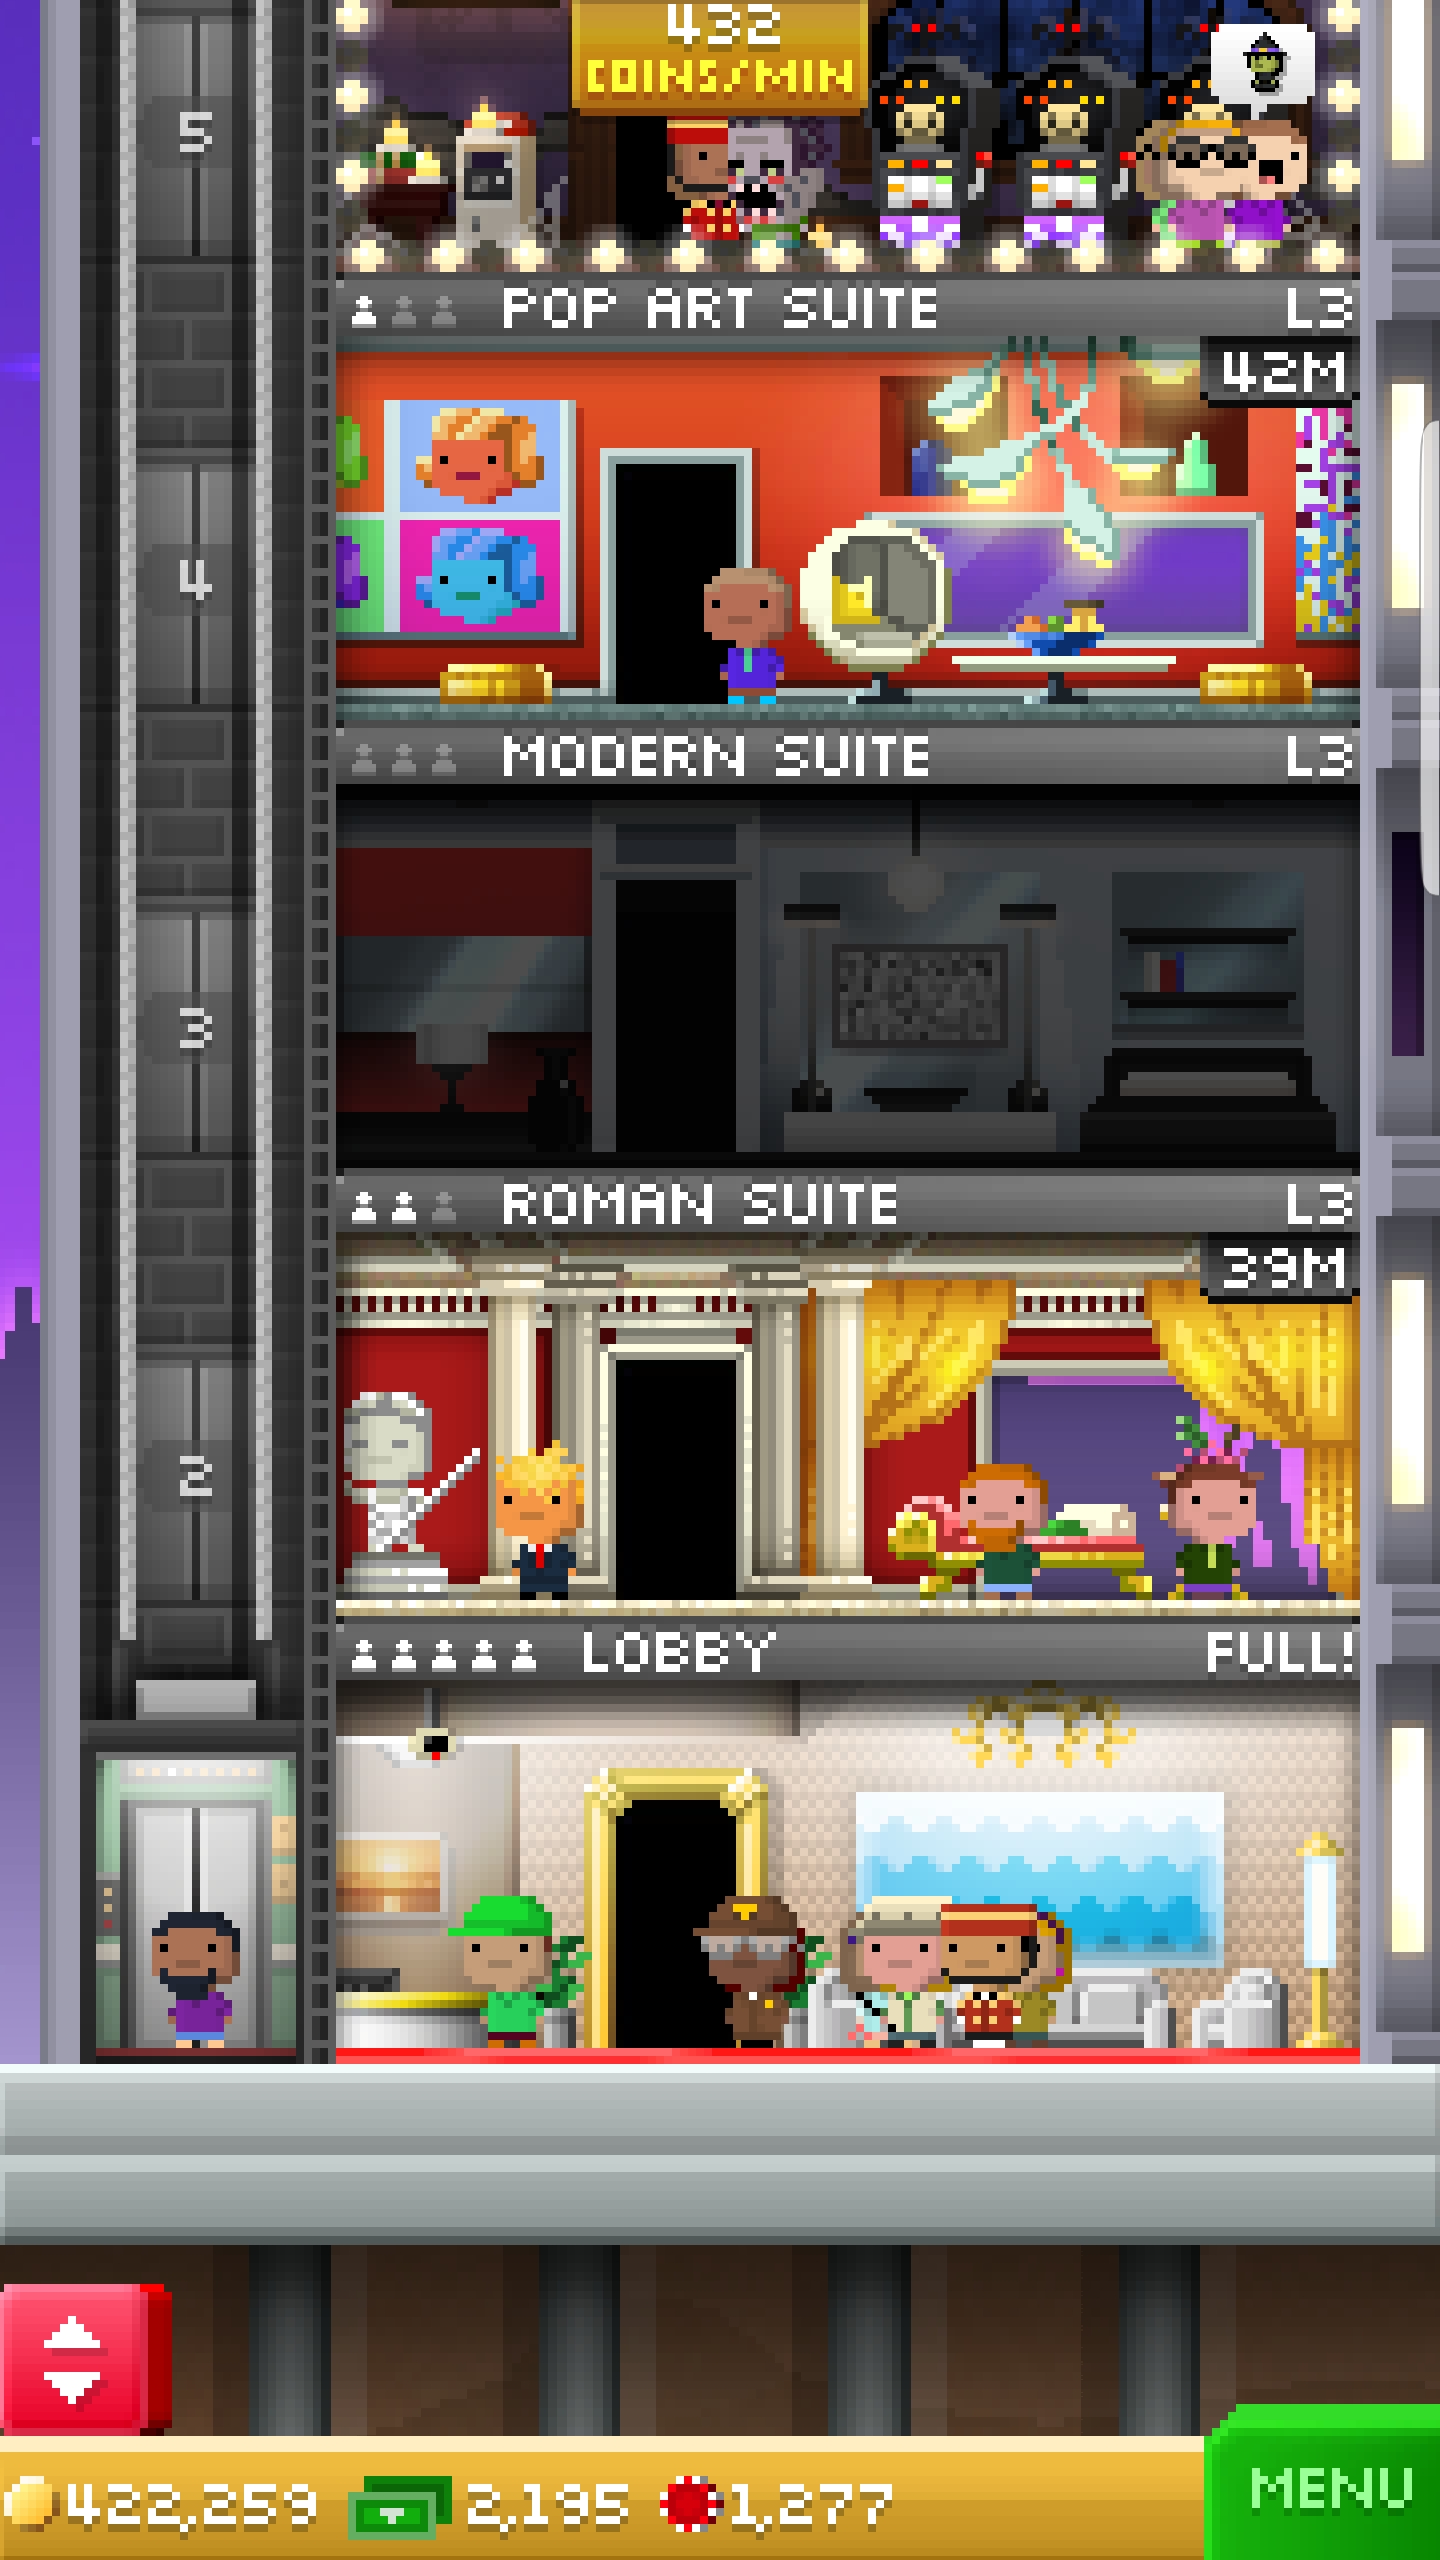 432
COINS/MIN
5
POP ART SUITE L3
42M
4
MODERN SUITE L3
3
ROMAN SUITE L3
39M
2
LOBBY FULL!
422,259 2,195 1,277
MENU